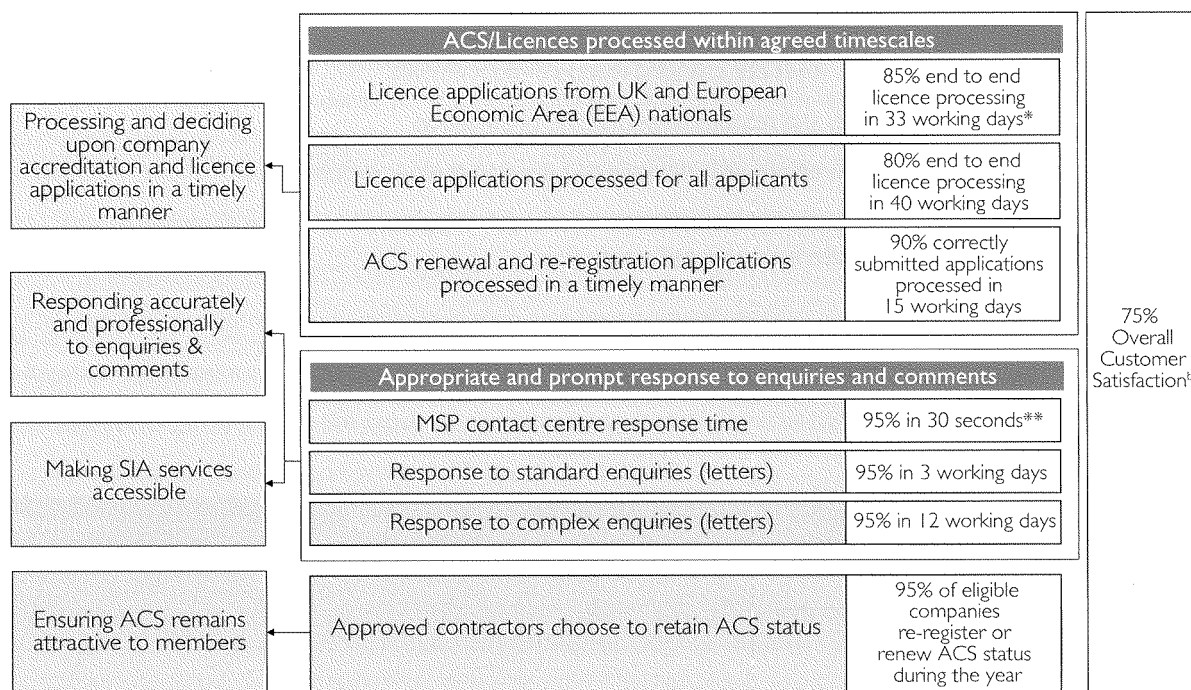 Processing and deciding
upon company
accreditation and licence
applications in a timely
manner
Responding accurately
and professionally
to enquiries &
comments
Making SIA services
accessible
Ensuring ACS remains
attractive to members
ACS/Licences processed within agreed timescales
Licence applications from UK and European
Economic Area (EEA) nationals
85% end to end
licence processing
in 33 working days*
Licence applications processed for all applicants
80% end to end
licence processing
in 40 working days
ACS renewal and re-registration applications
processed in a timely manner
90% correctly
submitted applications
processed in
15 working days
Appropriate and prompt response to enquiries and comments
MSP contact centre response time
95% in 30 seconds**
Response to standard enquiries (letters)
95% in 3 working days
Response to complex enquiries (letters)
95% in 12 working days
Approved contractors choose to retain ACS status
95% of eligible
companies
re-register or
renew ACS status
during the year
75%
Overall
Customer
Satisfaction